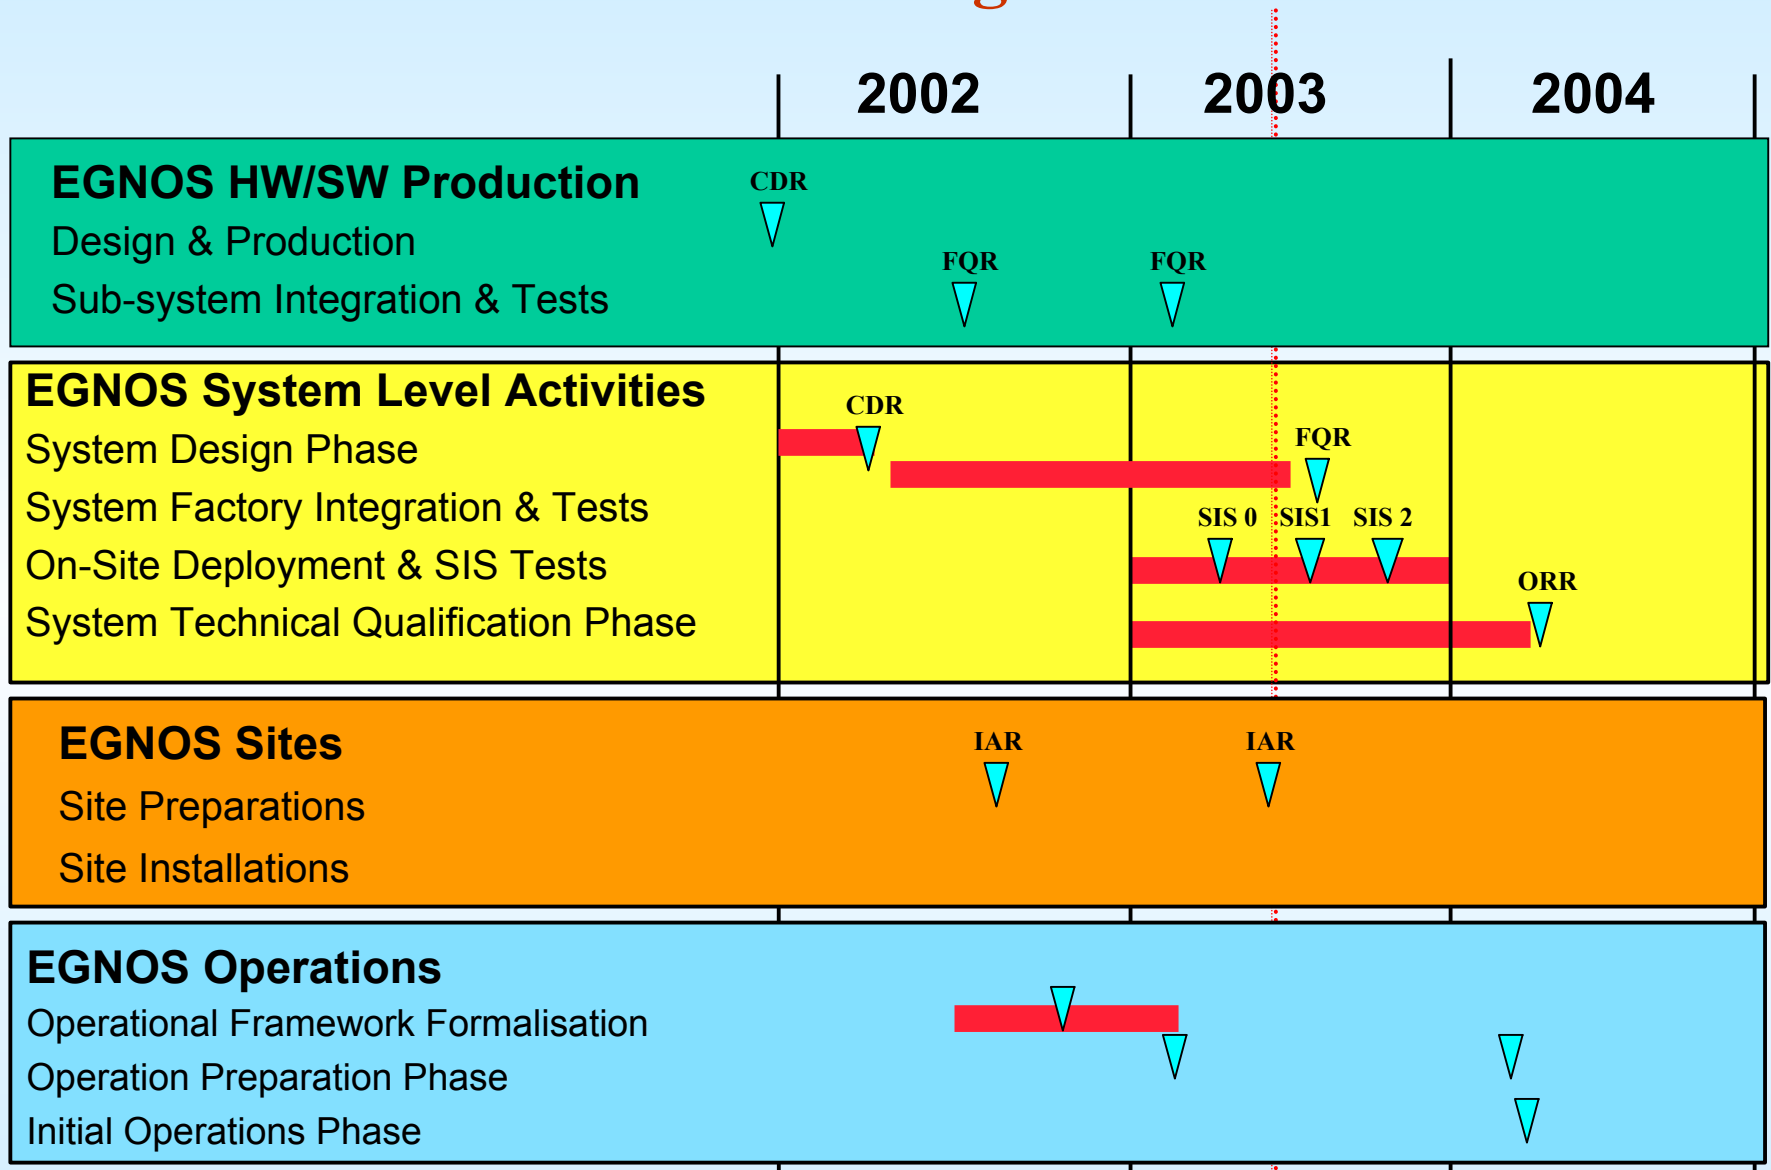 2002 2003 2004
EGNOS HW/SW Production
CDR
Design & Production
FQR FQR
Sub-system Integration & Tests
EGNOS System Level Activities
CDR
System Design Phase
FQR
System Factory Integration & Tests
SIS 0 SIS1 SIS 2
On-Site Deployment & SIS Tests
ORR
System Technical Qualification Phase
EGNOS Sites
IAR IAR
Site Preparations
Site Installations
EGNOS Operations
Operational Framework Formalisation
Operation Preparation Phase
Initial Operations Phase